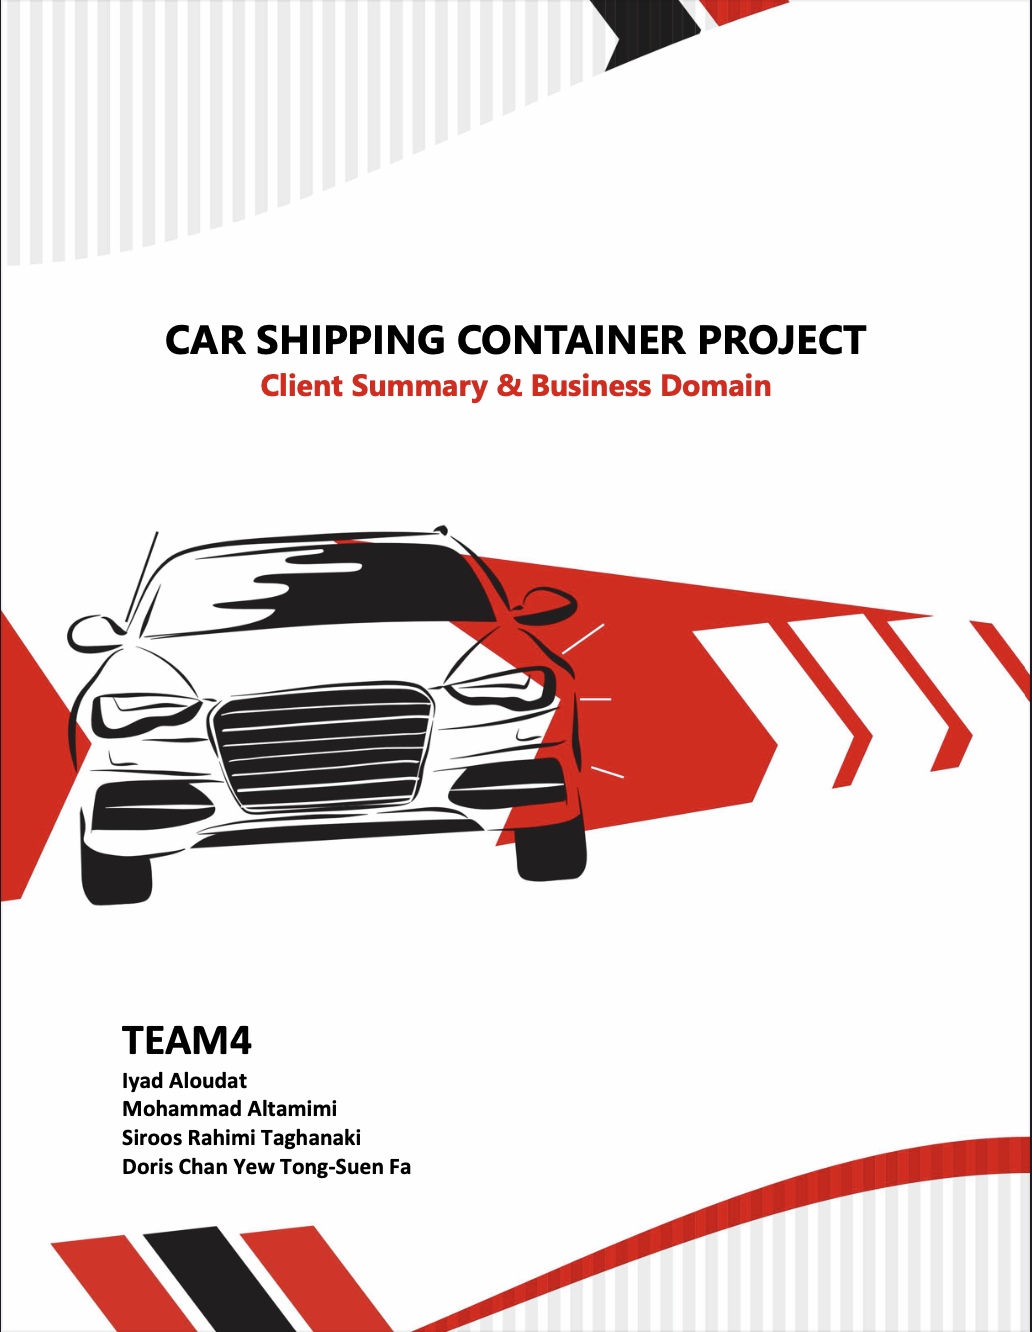 CAR SHIPPING CONTAINER PROJECT
Client Summary & Business Domain
TEAM4
Iyad Aloudat
Mohammad Altamimi
Siroos Rahimi Taghanaki
Doris Chan Yew Tong-Suen Fa